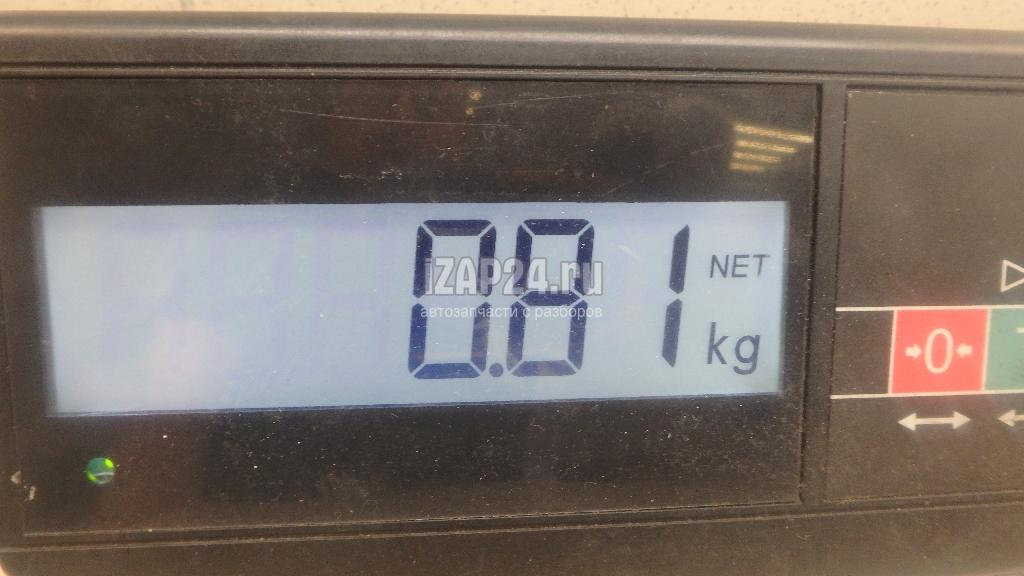 0.81
NET
kg
iZAP24.ru
автозапчасти с разборов
0